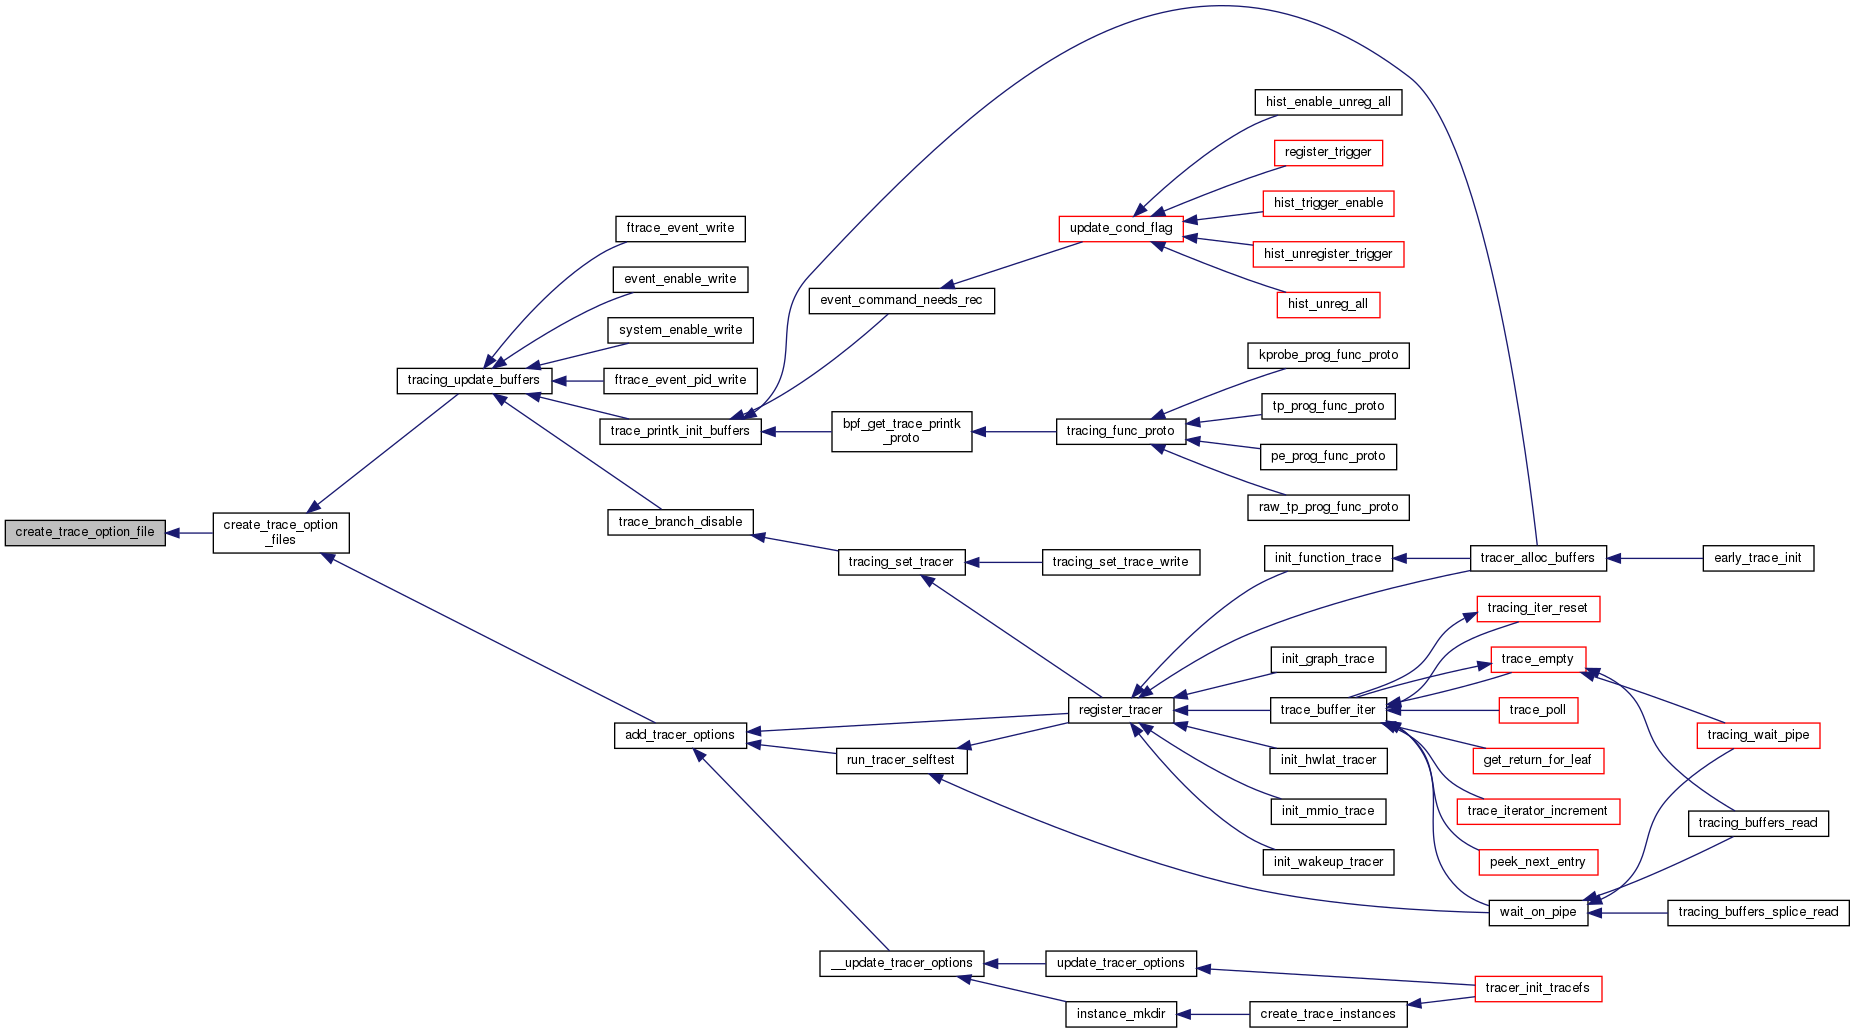 hist_enable_unreg_all
register_trigger
hist_trigger_enable
ftrace_event_write
update_cond_flag
hist_unregister_trigger
event_enable_write
event_command_needs_rec
hist_unreg_all
system_enable_write
kprobe_prog_func_proto
tracing_update_buffers
ftrace_event_pid_write
tp_prog_func_proto
trace_printk_init_buffers
bpf_get_trace_printk
_proto
tracing_func_proto
pe_prog_func_proto
raw_tp_prog_func_proto
create_trace_option_file
create_trace_option
_files
trace_branch_disable
tracing_set_tracer
tracing_set_trace_write
init_function_trace
tracer_alloc_buffers
early_trace_init
tracing_iter_reset
init_graph_trace
trace_empty
register_tracer
trace_buffer_iter
trace_poll
add_tracer_options
tracing_wait_pipe
run_tracer_selftest
init_hwlat_tracer
get_return_for_leaf
init_mmio_trace
trace_iterator_increment
tracing_buffers_read
init_wakeup_tracer
peek_next_entry
wait_on_pipe
tracing_buffers_splice_read
__update_tracer_options
update_tracer_options
tracer_init_tracefs
instance_mkdir
create_trace_instances